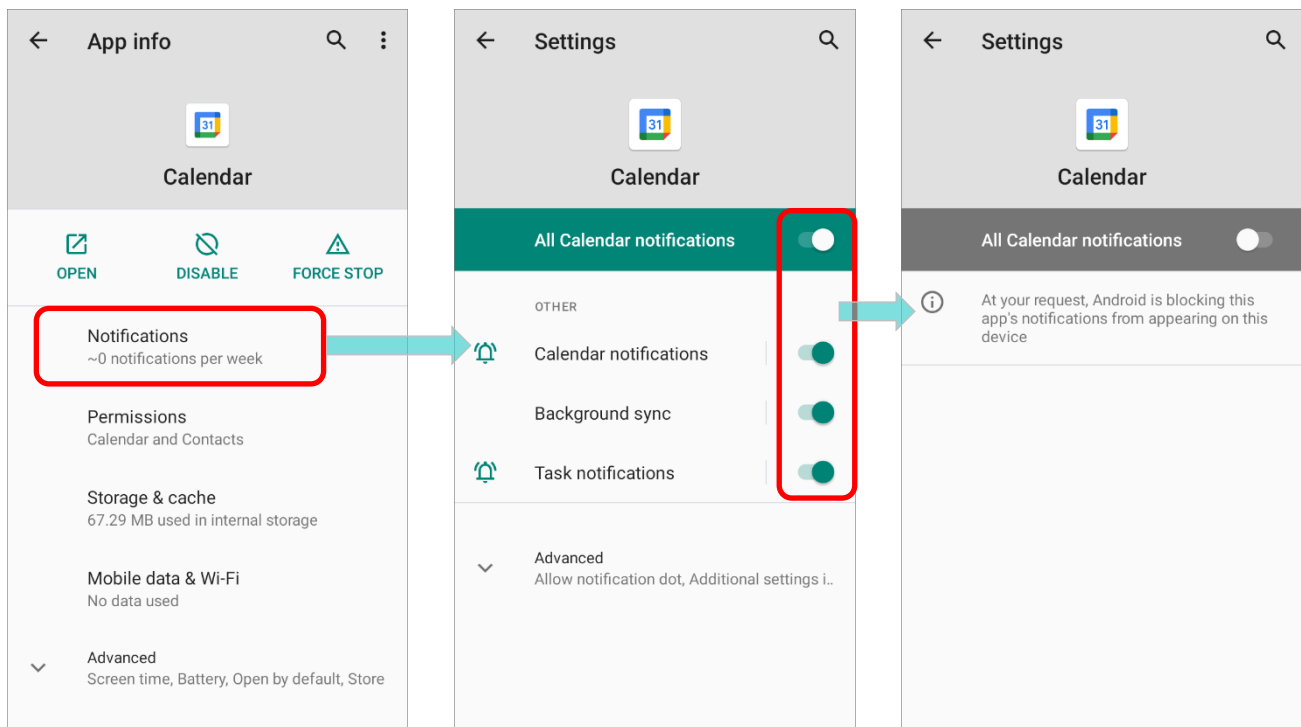 App info
31
Calendar
OPEN
DISABLE
FORCE STOP
Notifications
~0 notifications per week
Permissions
Calendar and Contacts
Storage & cache
67.29 MB used in internal storage
Mobile data & Wi-Fi
No data used
Advanced
Screen time, Battery, Open by default, Store
Settings
31
Calendar
All Calendar notifications
OTHER
Calendar notifications
Background sync
Task notifications
Advanced
Allow notification dot, Additional settings i..
Settings
31
Calendar
All Calendar notifications
At your request, Android is blocking this
app's notifications from appearing on this
device